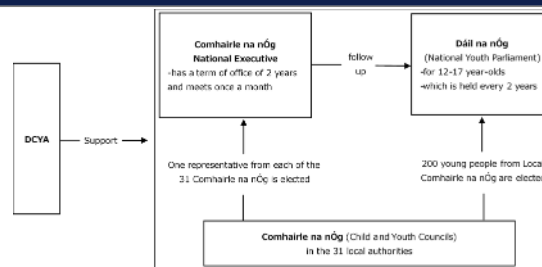 Comhairle na nÓg
National Executive
-has a term of office of 2 years
and meets once a month
follow
up
Dáil na nÓg
(National Youth Parliament)
-for 12-17 year-olds
-which is held every 2 years
DCYA
Support
One representative from each of the
31 Comhairle na nÓg is elected
200 young people from Loca
Comhairle na nÓg are electe
Comhairle na nÓg (Child and Youth Councils)
in the 31 local authorities